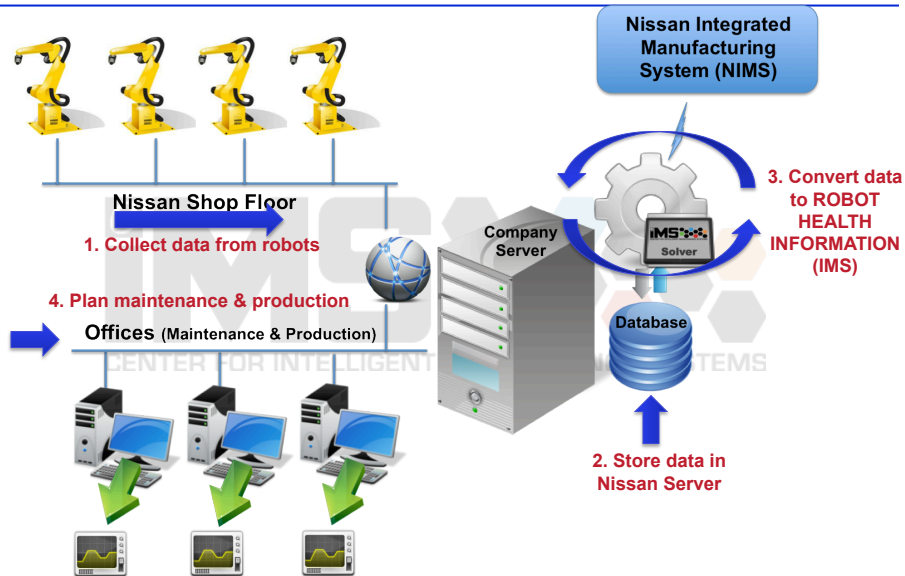 Nissan Integrated
Manufacturing
System (NIMS)
Nissan Shop Floor
1. Collect data from robots
Company
Server
iMS
Solver
3. Convert data
to ROBOT
HEALTH
INFORMATION
(IMS)
4. Plan maintenance & production
Offices (Maintenance & Production)
Database
iMS
CENTER FOR INTELLIGENT
STEMS
2. Store data in
Nissan Server